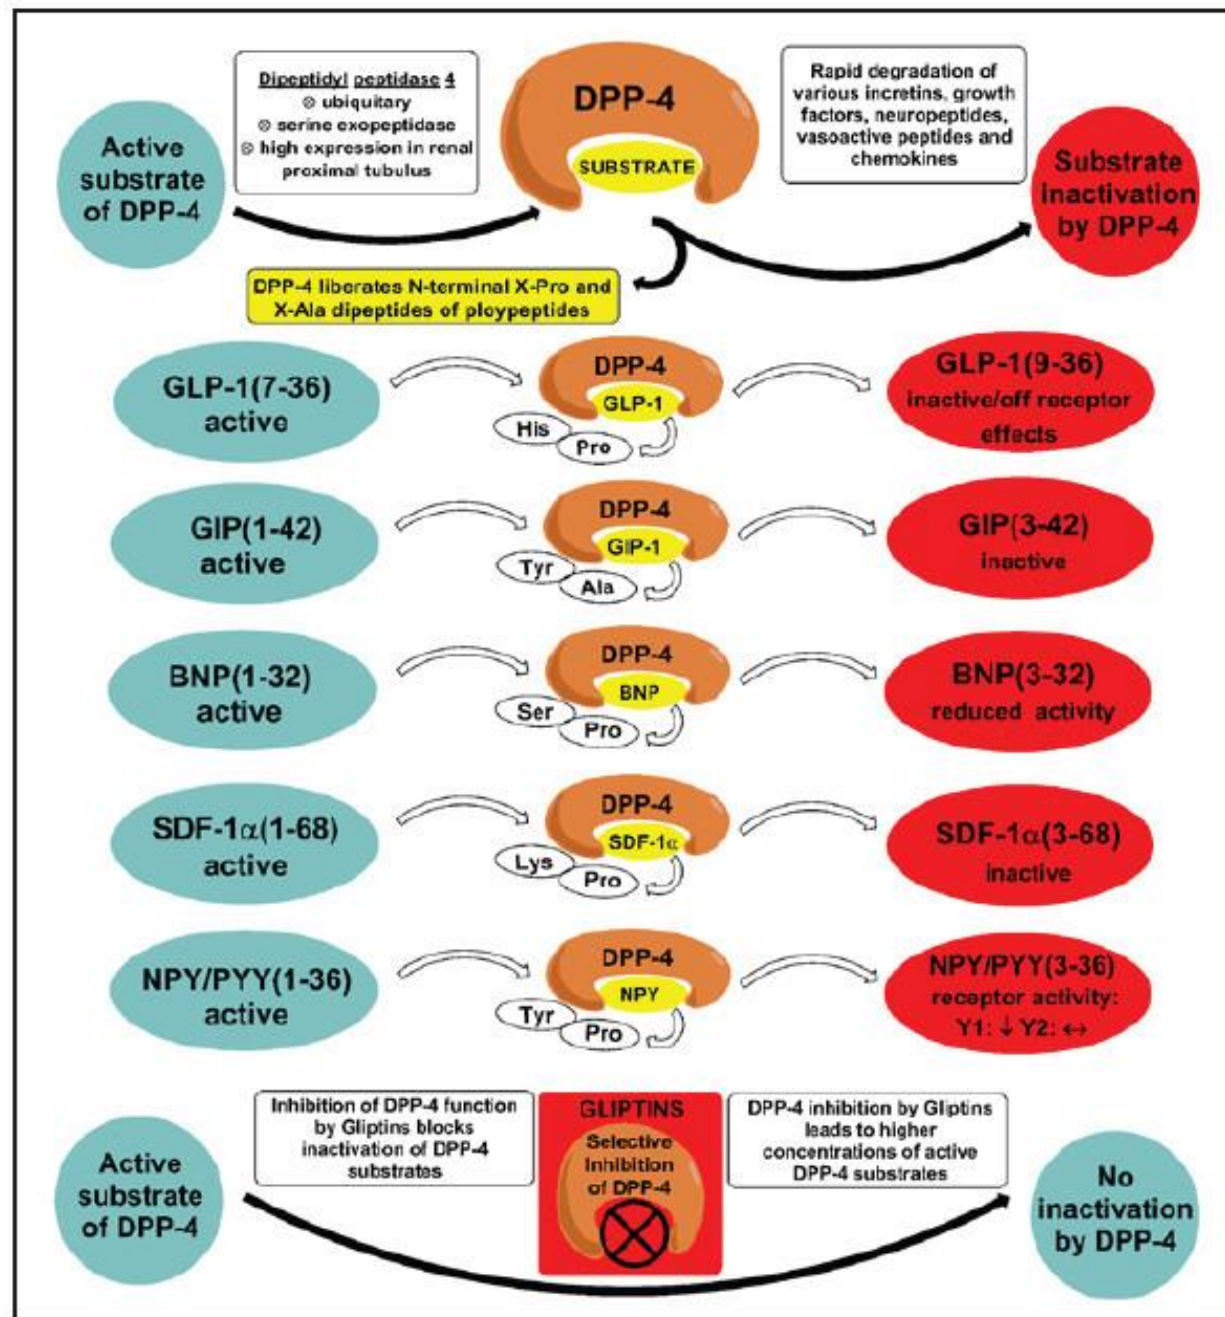 Dipeptidyl peptidase 4
⊗ ubiquitary
⊗ serine exopeptidase
⊗ high expression in renal
proximal tubulus
Active
substrate
of DPP-4
DPP-4
SUBSTRATE
Rapid degradation of
various incretins, growth
factors, neuropeptides,
vasoactive peptides and
chemokines
Substrate
inactivation
by DPP-4
DPP-4 liberates N-terminal X-Pro and
X-Ala dipeptides of ploypeptides
GLP-1(7-36)
active
DPP-4
GLP-1
His
Pro
GLP-1(9-36)
inactive/off receptor
effects
GIP(1-42)
active
DPP-4
GIP-1
Tyr
Ala
GIP(3-42)
inactive
BNP(1-32)
active
DPP-4
BNP
Ser
Pro
BNP(3-32)
reduced activity
SDF-1α(1-68)
active
DPP-4
SDF-1α
Lys
Pro
SDF-1α(3-68)
inactive
NPY/PYY(1-36)
active
DPP-4
NPY
Tyr
Pro
NPY/PYY(3-36)
receptor activity:
Y1: ↓ Y2: ↔
Active
substrate
of DPP-4
Inhibition of DPP-4 function
by Gliptins blocks
inactivation of DPP-4
substrates
GLIPTINS
Selective
Inhibition
of DPP-4
DPP-4 inhibition by Gliptins
leads to higher
concentrations of active
DPP-4 substrates
No
inactivation
by DPP-4